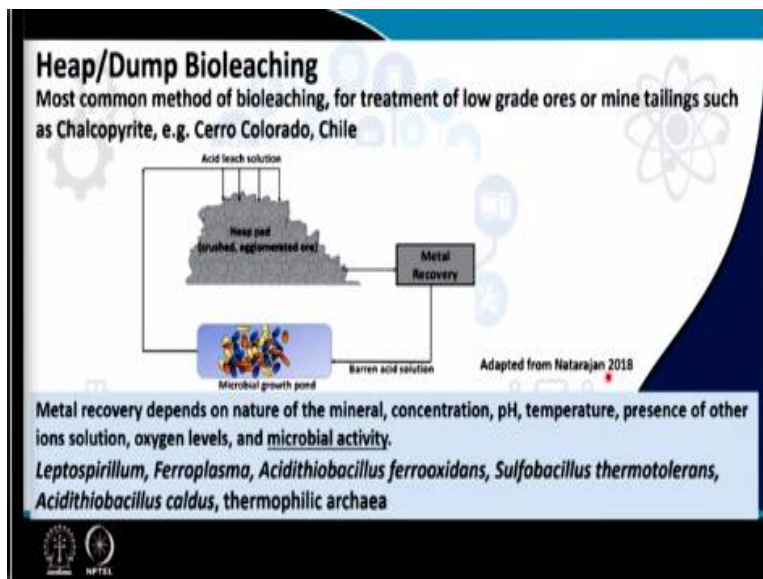 Heap/Dump Bioleaching
Most common method of bioleaching, for treatment of low grade ores or mine tailings such
as Chalcopyrite, e.g. Cerro Colorado, Chile
Acid leach solution
Heap pad
(crushed, agglomerated ore)
Metal
Recovery
Barren acid solution
Microbial growth pond
Adapted from Natarajan 2018
Metal recovery depends on nature of the mineral, concentration, pH, temperature, presence of other
ions solution, oxygen levels, and microbial activity.
Leptospirillum, Ferroplasma, Acidithiobacillus ferrooxidans, Sulfobacillus thermotolerans,
Acidithiobacillus caldus, thermophilic archaea
NPTEL